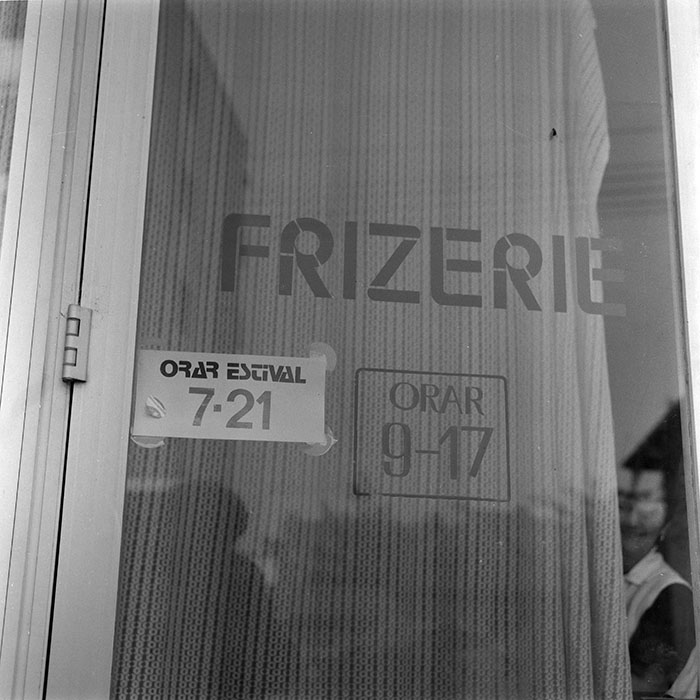 FRIZERIE
ORAR ESTIVAL
7-21
ORAR
9-17